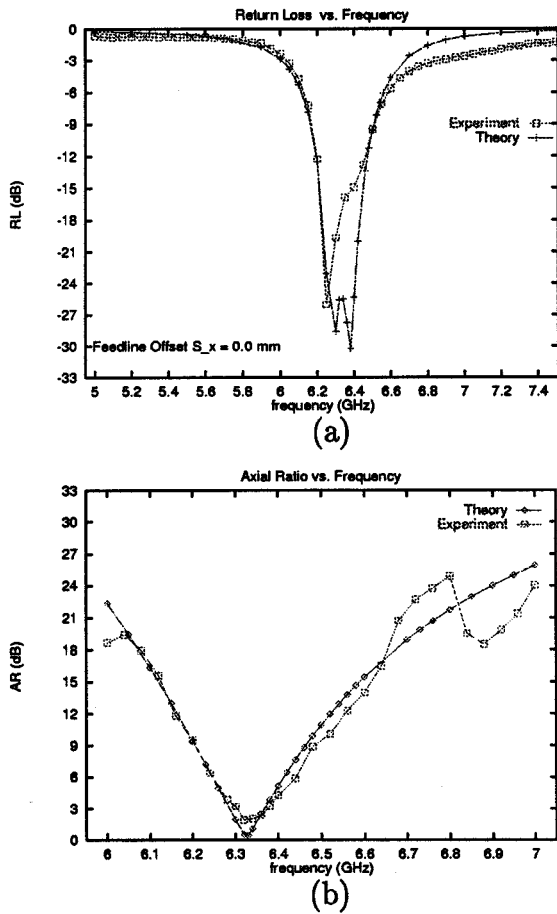 Return Loss vs. Frequency
0
-3
-6
-9
-12
-15
-18
-21
-24
-27
-30
-33
RL (dB)
Experiment
Theory
Feedline Offset S_x = 0.0 mm
5 5.2 5.4 5.6 5.8 6 6.2 6.4 6.6 6.8 7 7.2 7.4
frequency (GHz)
(a)
Axial Ratio vs. Frequency
33
30
27
24
21
18
15
12
9
6
3
0
AR (dB)
Theory
Experiment
6 6.1 6.2 6.3 6.4 6.5 6.6 6.7 6.8 6.9 7
frequency (GHz)
(b)